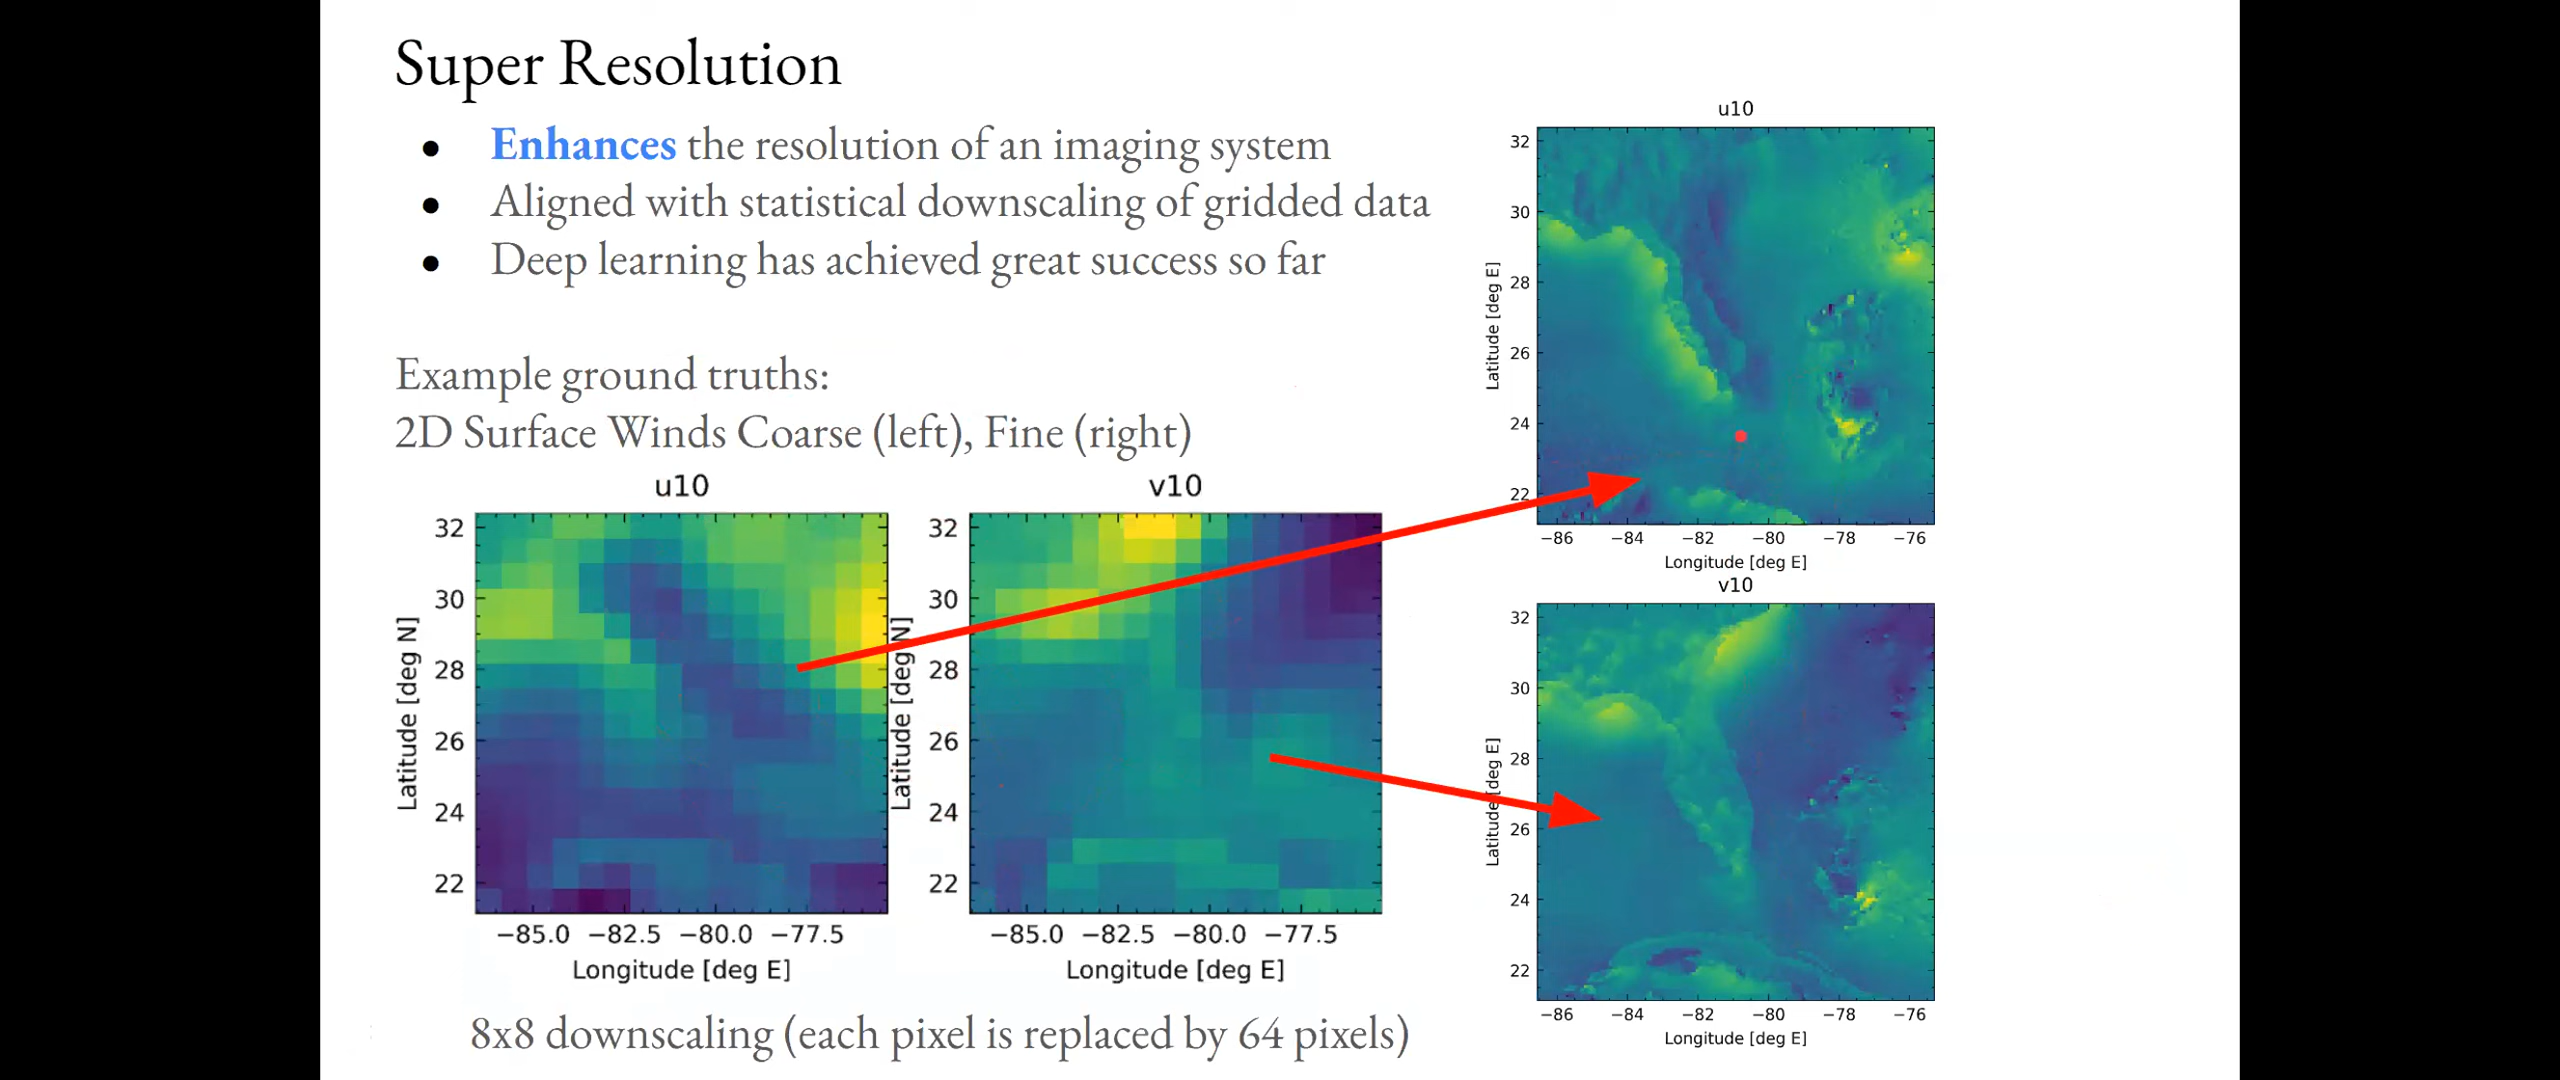 Super Resolution
● Enhances the resolution of an imaging system
● Aligned with statistical downscaling of gridded data
● Deep learning has achieved great success so far
Example ground truths:
2D Surface Winds Coarse (left), Fine (right)
u10
32
30
28
26
24
22
Latitude [deg N]
−85.0 −82.5 −80.0 −77.5
Longitude [deg E]
v10
32
30
28
26
24
22
Latitude [deg N]
−85.0 −82.5 −80.0 −77.5
Longitude [deg E]
8x8 downscaling (each pixel is replaced by 64 pixels)
u10
32
30
28
26
24
22
Latitude [deg E]
−86 −84 −82 −80 −78 −76
Longitude [deg E]
v10
32
30
28
26
24
22
Latitude [deg E]
−86 −84 −82 −80 −78 −76
Longitude [deg E]